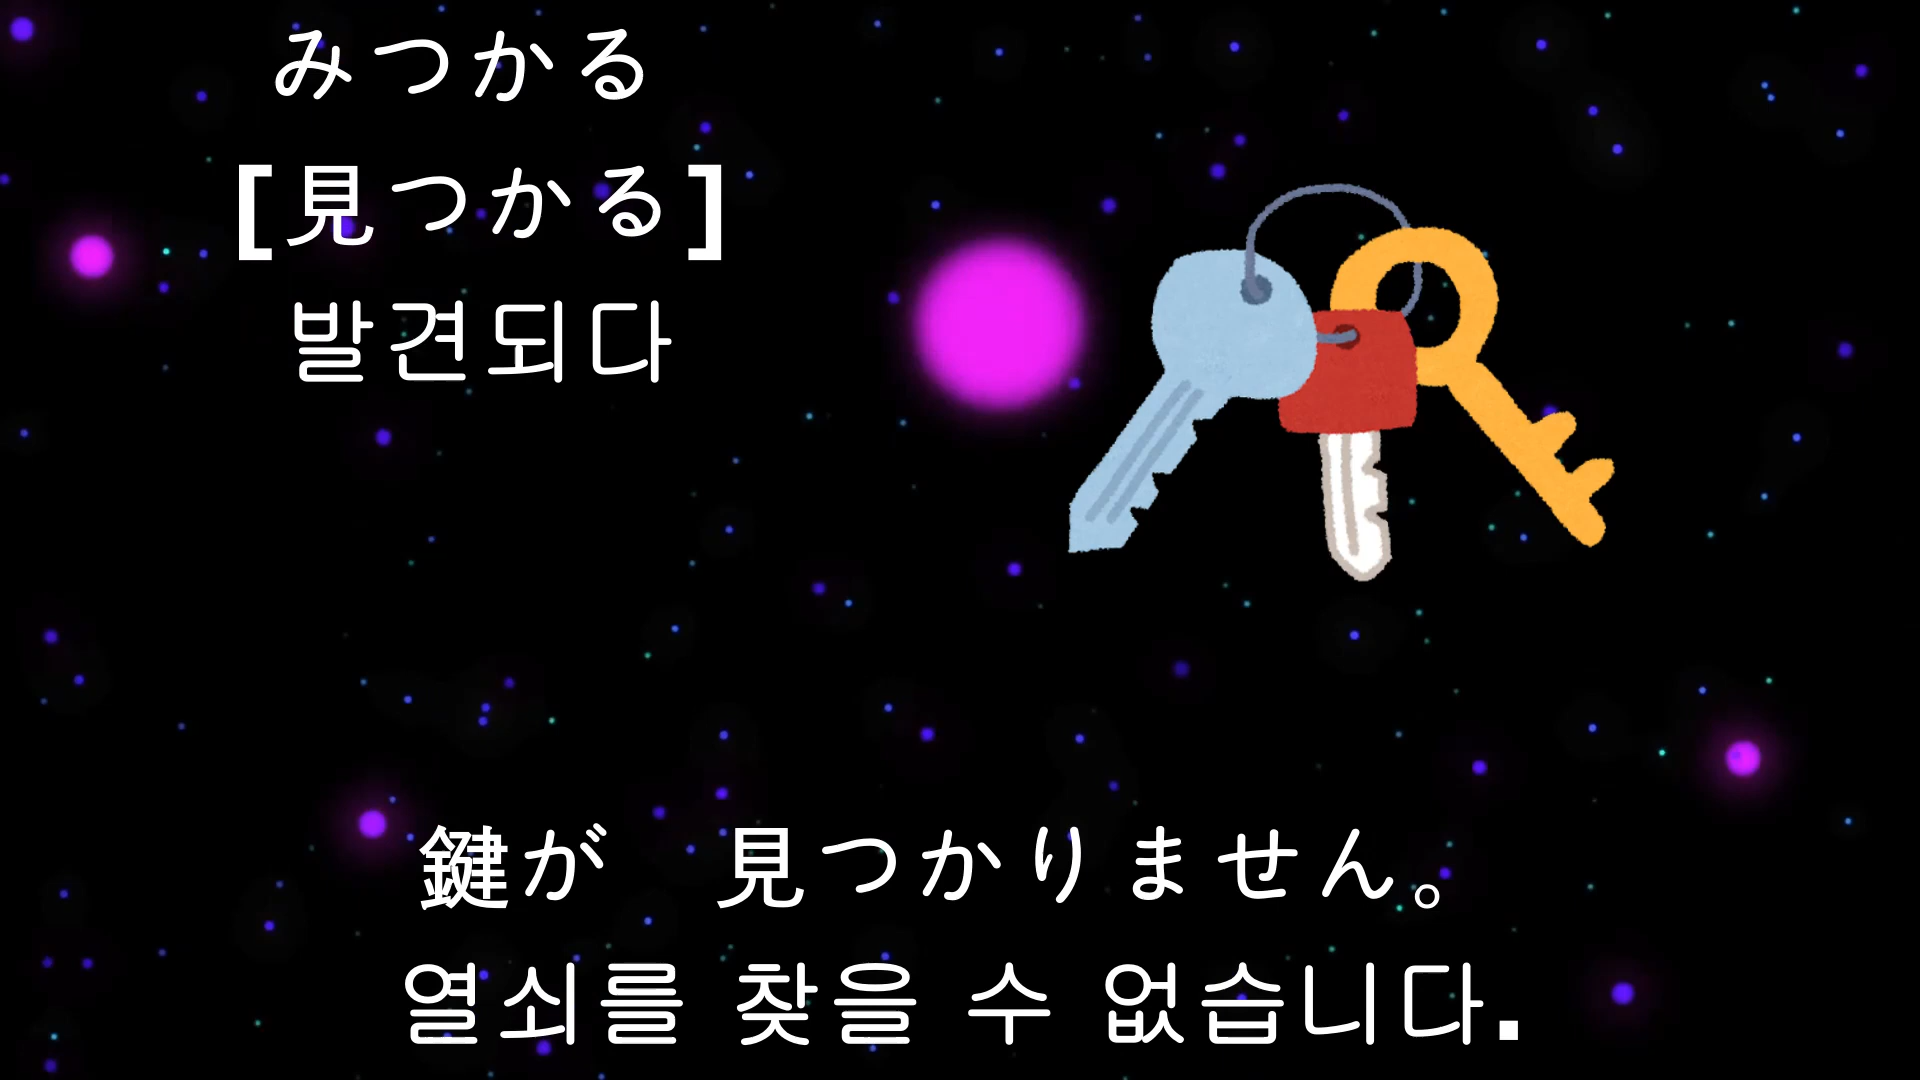 みつかる
[見つかる]
발견되다
鍵が　見つかりません。
열쇠를 찾을 수 없습니다.